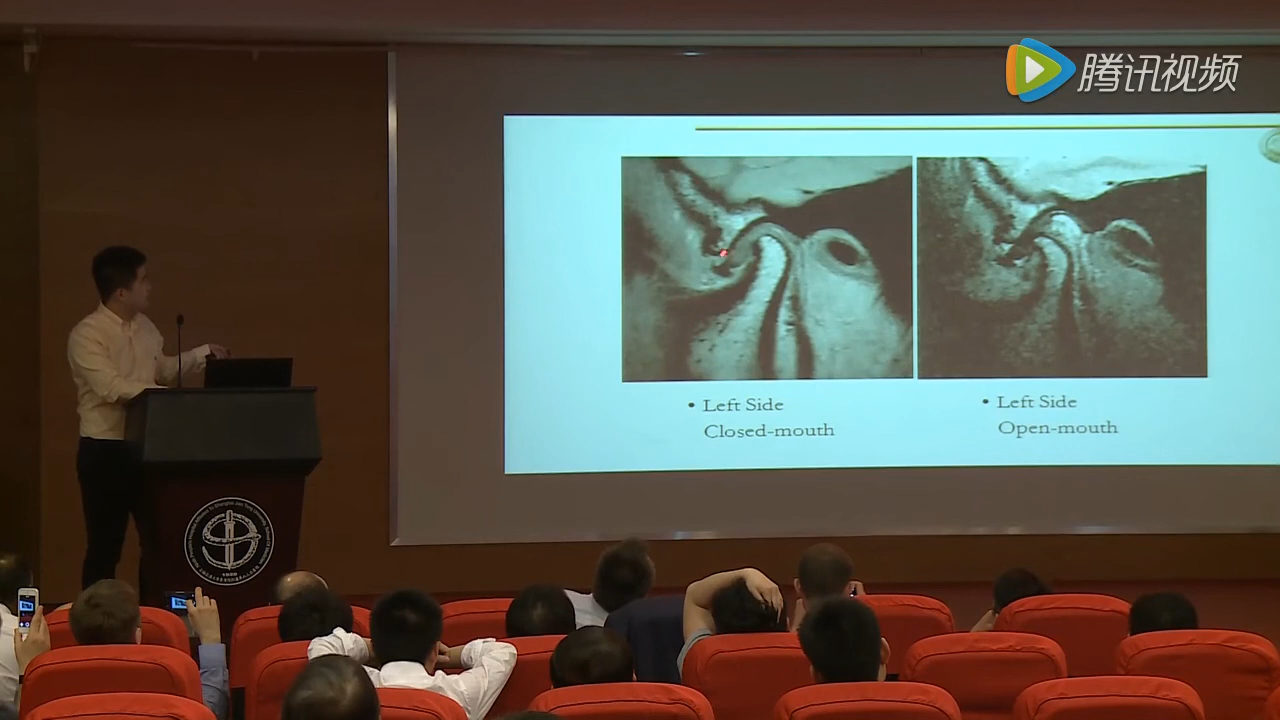 腾讯视频
• Left Side
Closed-mouth
• Left Side
Open-mouth